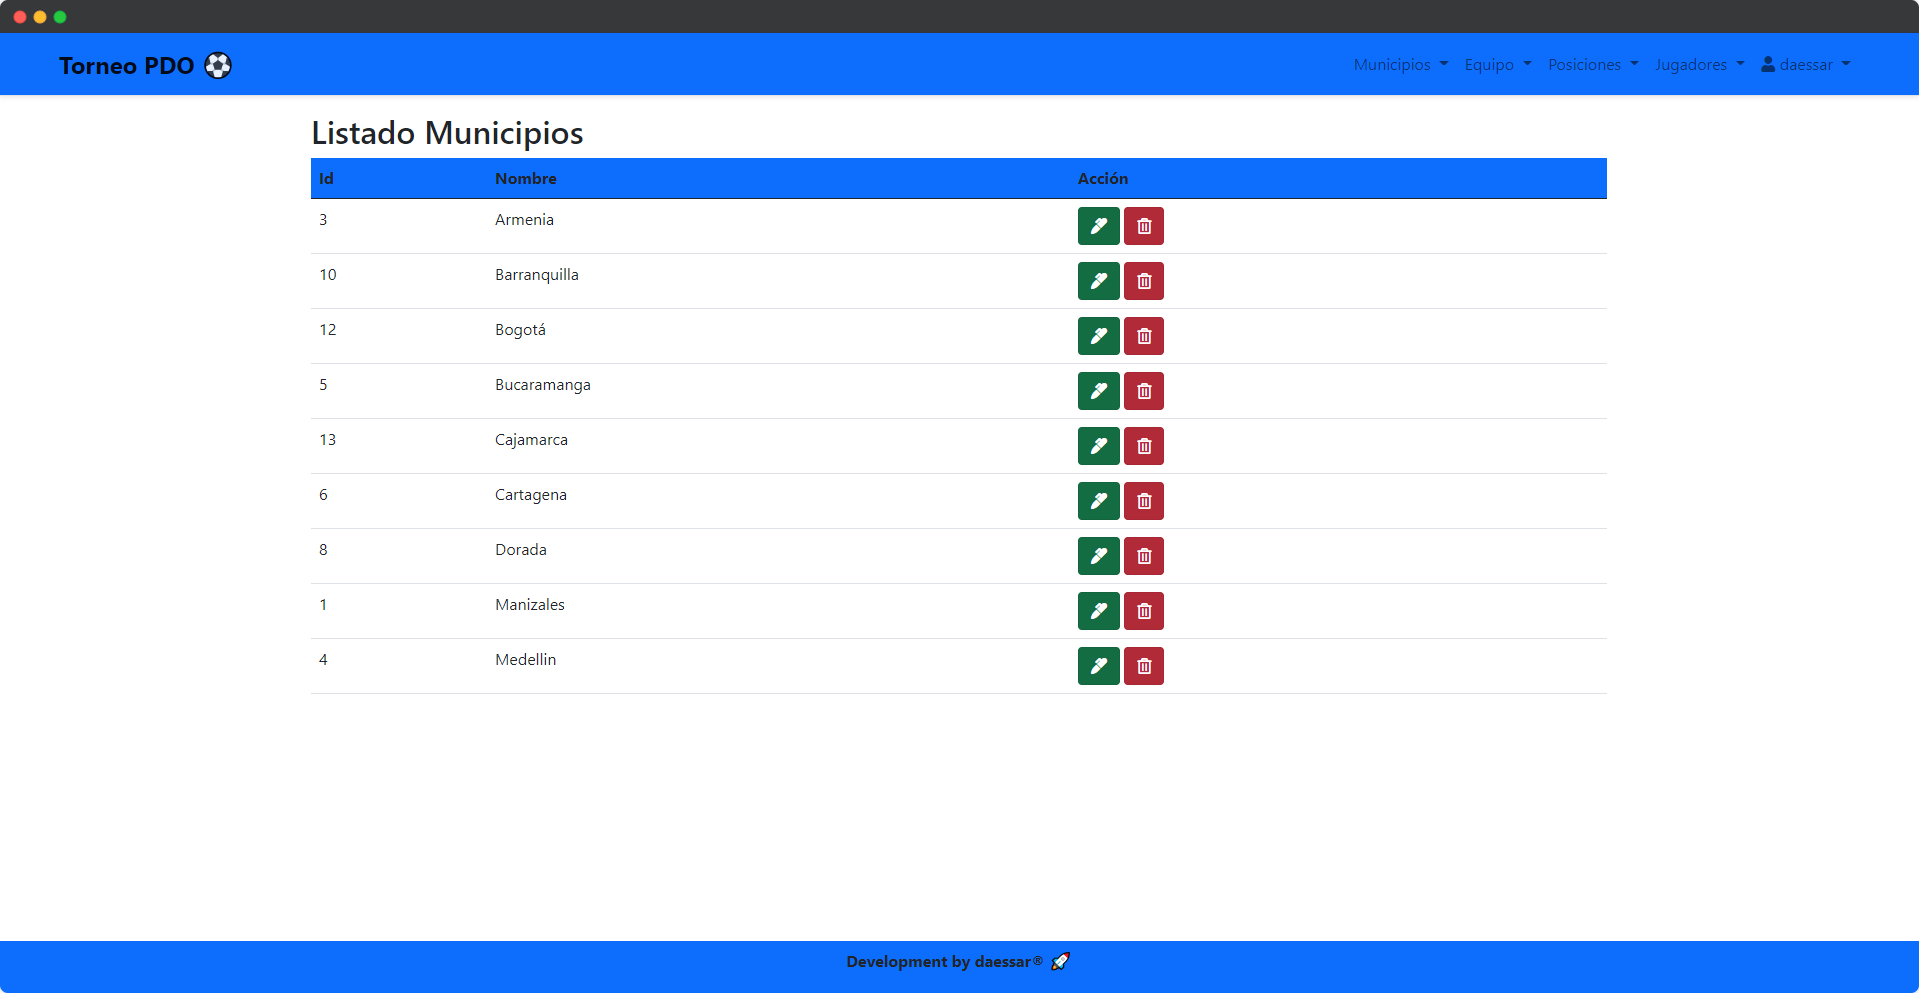 Torneo PDO
Municipios Equipo Posiciones Jugadores daessar
Listado Municipios
Id Nombre Acción
3 Armenia
10 Barranquilla
12 Bogotá
5 Bucaramanga
13 Cajamarca
6 Cartagena
8 Dorada
1 Manizales
4 Medellin
Development by daessar®